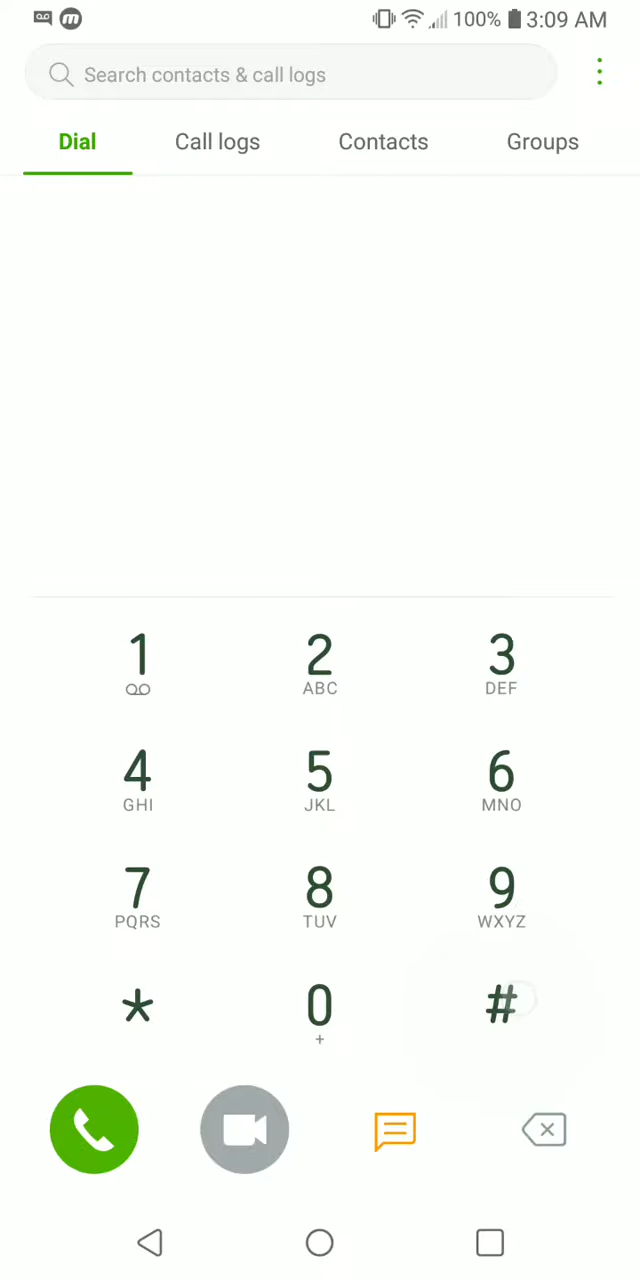 100% 3:09 AM
Search contacts & call logs
Dial Call logs Contacts Groups
1 2 3
ABC DEF
4 5 6
GHI JKL MNO
7 8 9
PQRS TUV WXYZ
* 0 #
+